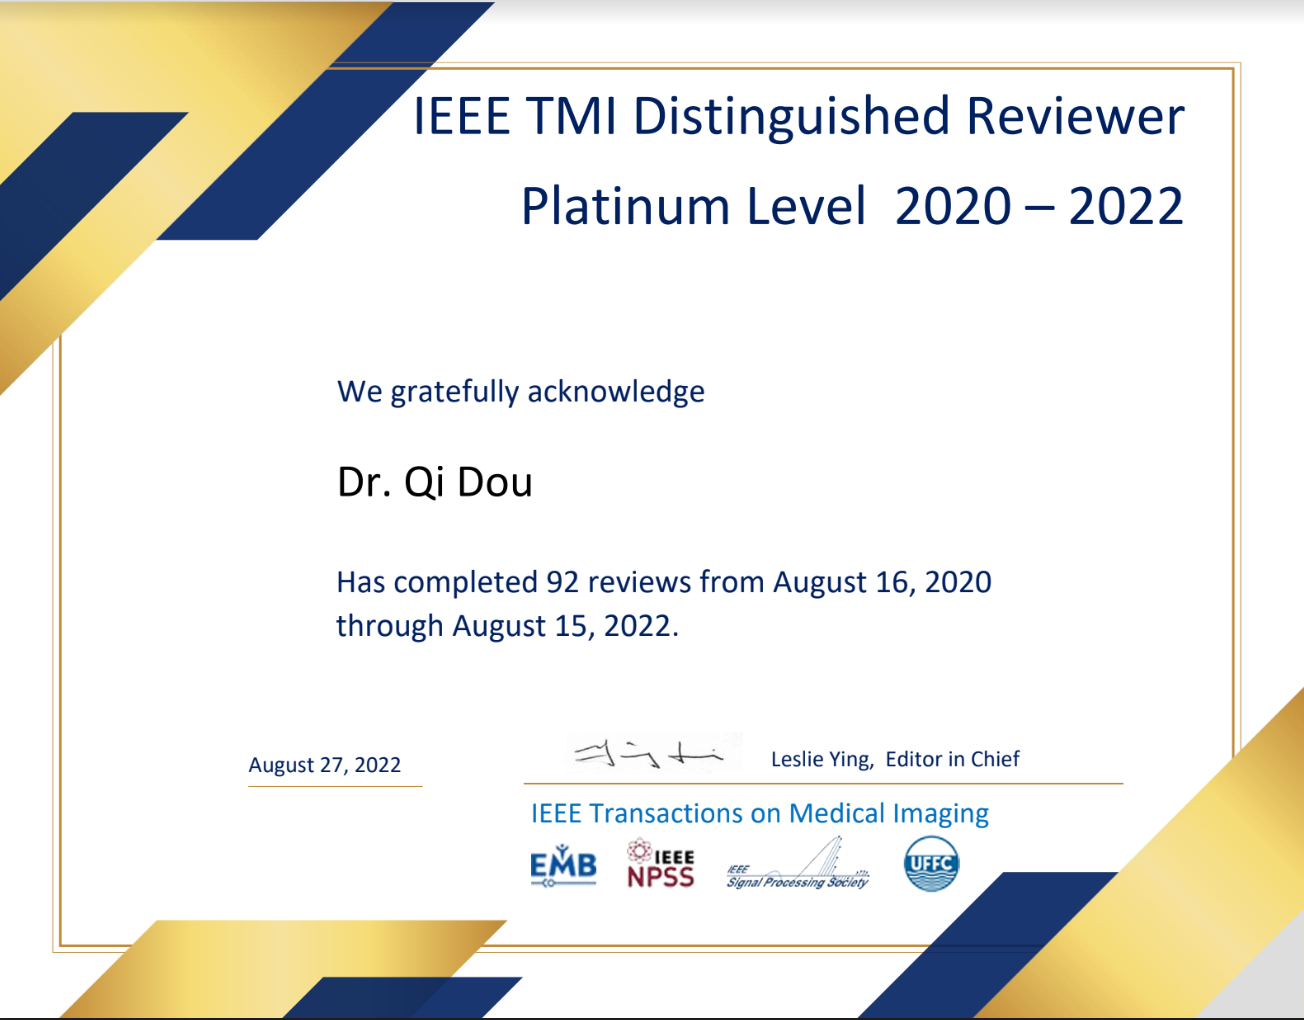 IEEE TMI Distinguished Reviewer
Platinum Level 2020 – 2022
We gratefully acknowledge
Dr. Qi Dou
Has completed 92 reviews from August 16, 2020
through August 15, 2022.
August 27, 2022
Leslie Ying, Editor in Chief
IEEE Transactions on Medical Imaging
EMB
IEEE
NPSS
IEEE
Signal Processing Society
UFFC